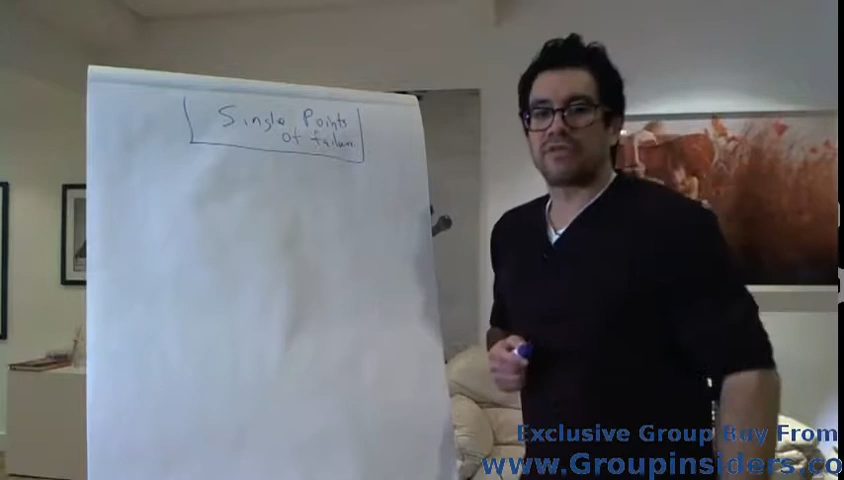 Single Points
of failure
Exclusive Group Buy From
www.Groupinsiders.co